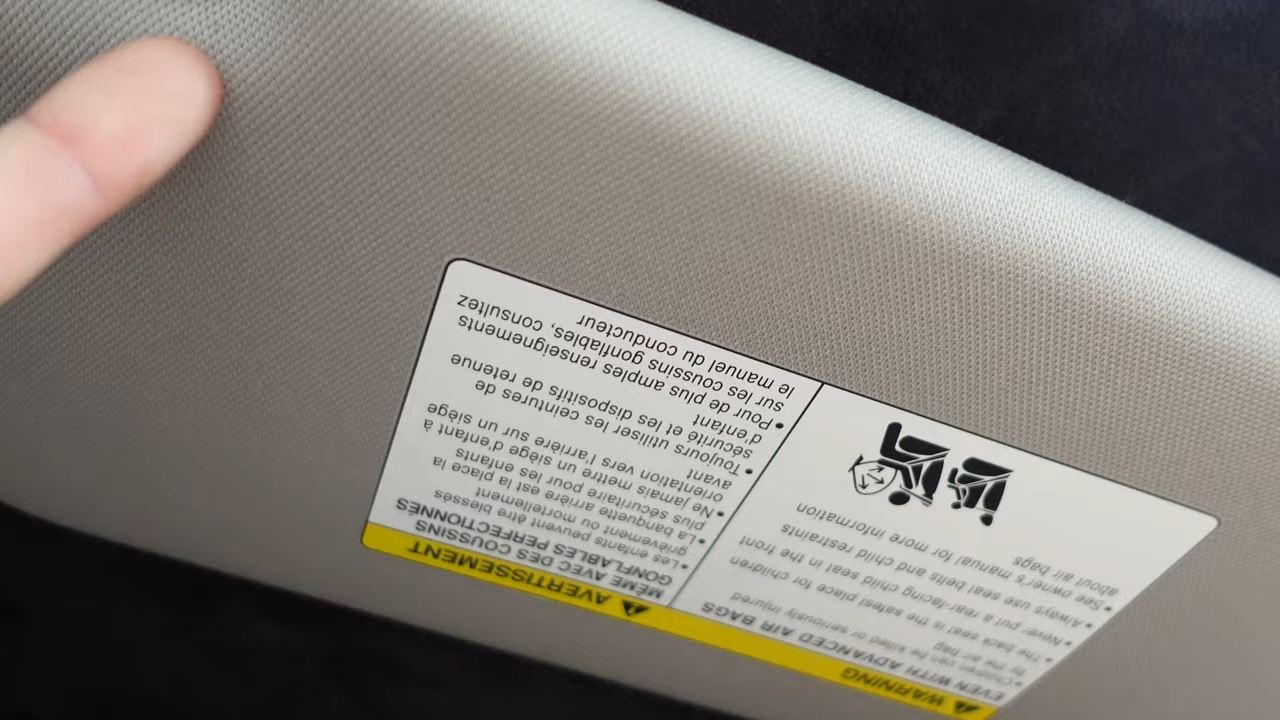 WARNING
EVEN WITH ADVANCED AIR BAGS
• Children can be killed or seriously injured
by the air bag
• The back seat is the safest place for children
• Never put a rear-facing child seat in the front
• Always use seat belts and child restraints
• See owner's manual for more information
about air bags
AVERTISSEMENT
MÊME AVEC DES COUSSINS
GONFLABLES PERFECTIONNÉS
• Les enfants peuvent être blessés
grièvement ou mortellement
• La banquette arrière est la place la
plus sécuritaire pour les enfants
• Ne jamais mettre un siège d'enfant à
orientation vers l'arrière sur un siège
avant
• Toujours utiliser les ceintures de
sécurité et les dispositifs de retenue
d'enfant
• Pour de plus amples renseignements
sur les coussins gonflables, consultez
le manuel du conducteur